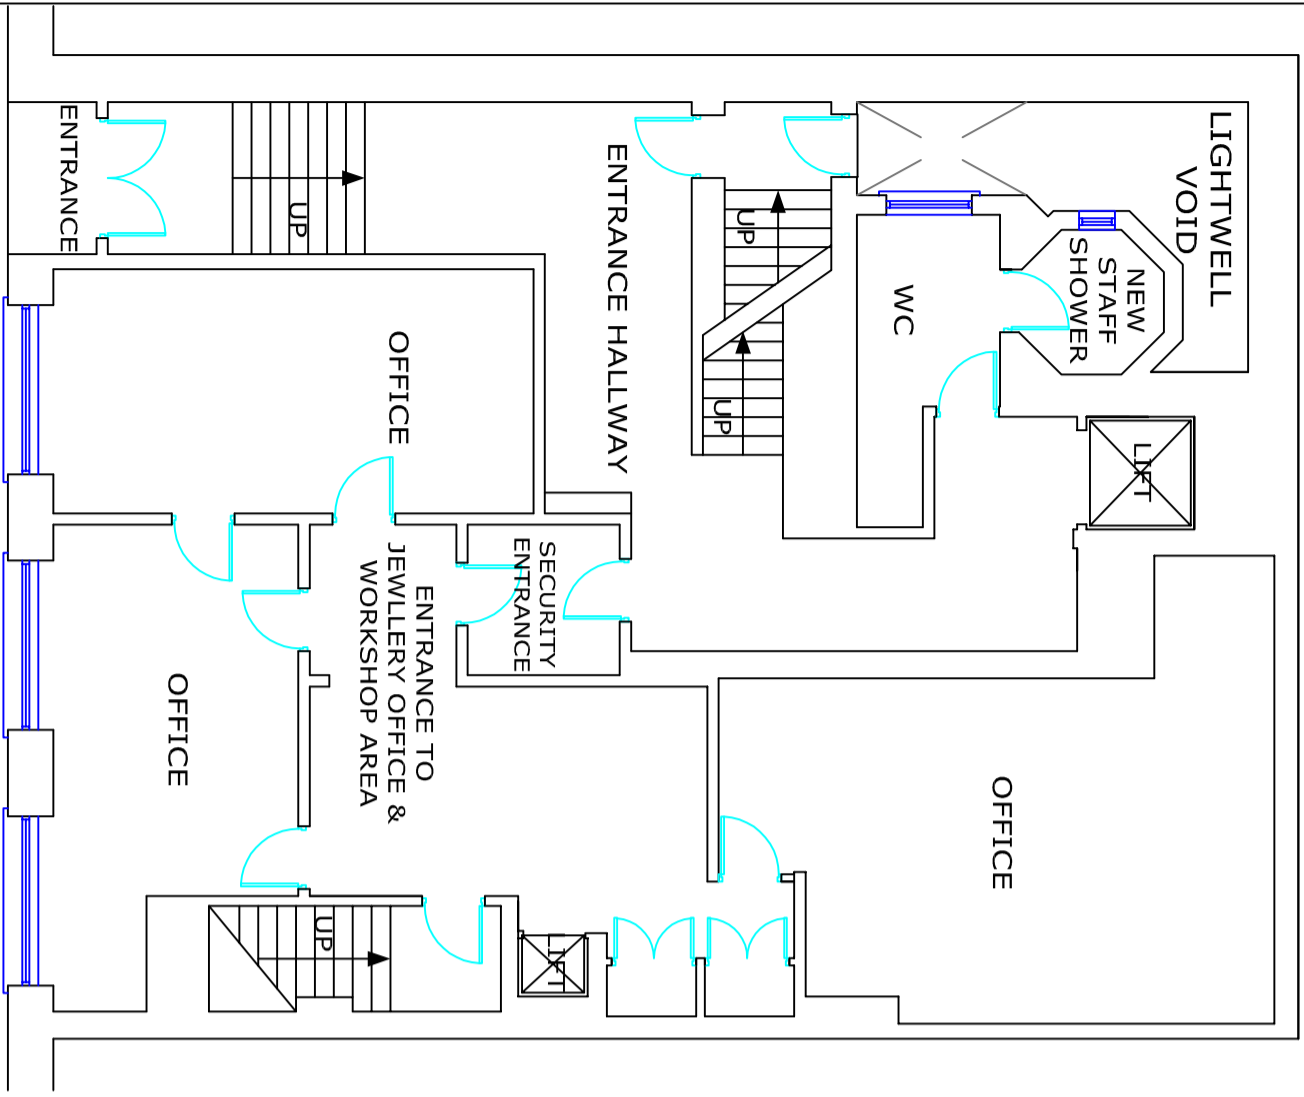 LIGHTWELL
VOID
NEW
STAFF
SHOWER
LIFT
WC
OFFICE
UP
UP
ENTRANCE HALLWAY
SECURITY
ENTRANCE
LIFT
OFFICE
ENTRANCE TO
JEWLLERY OFFICE &
WORKSHOP AREA
UP
UP
OFFICE
ENTRANCE